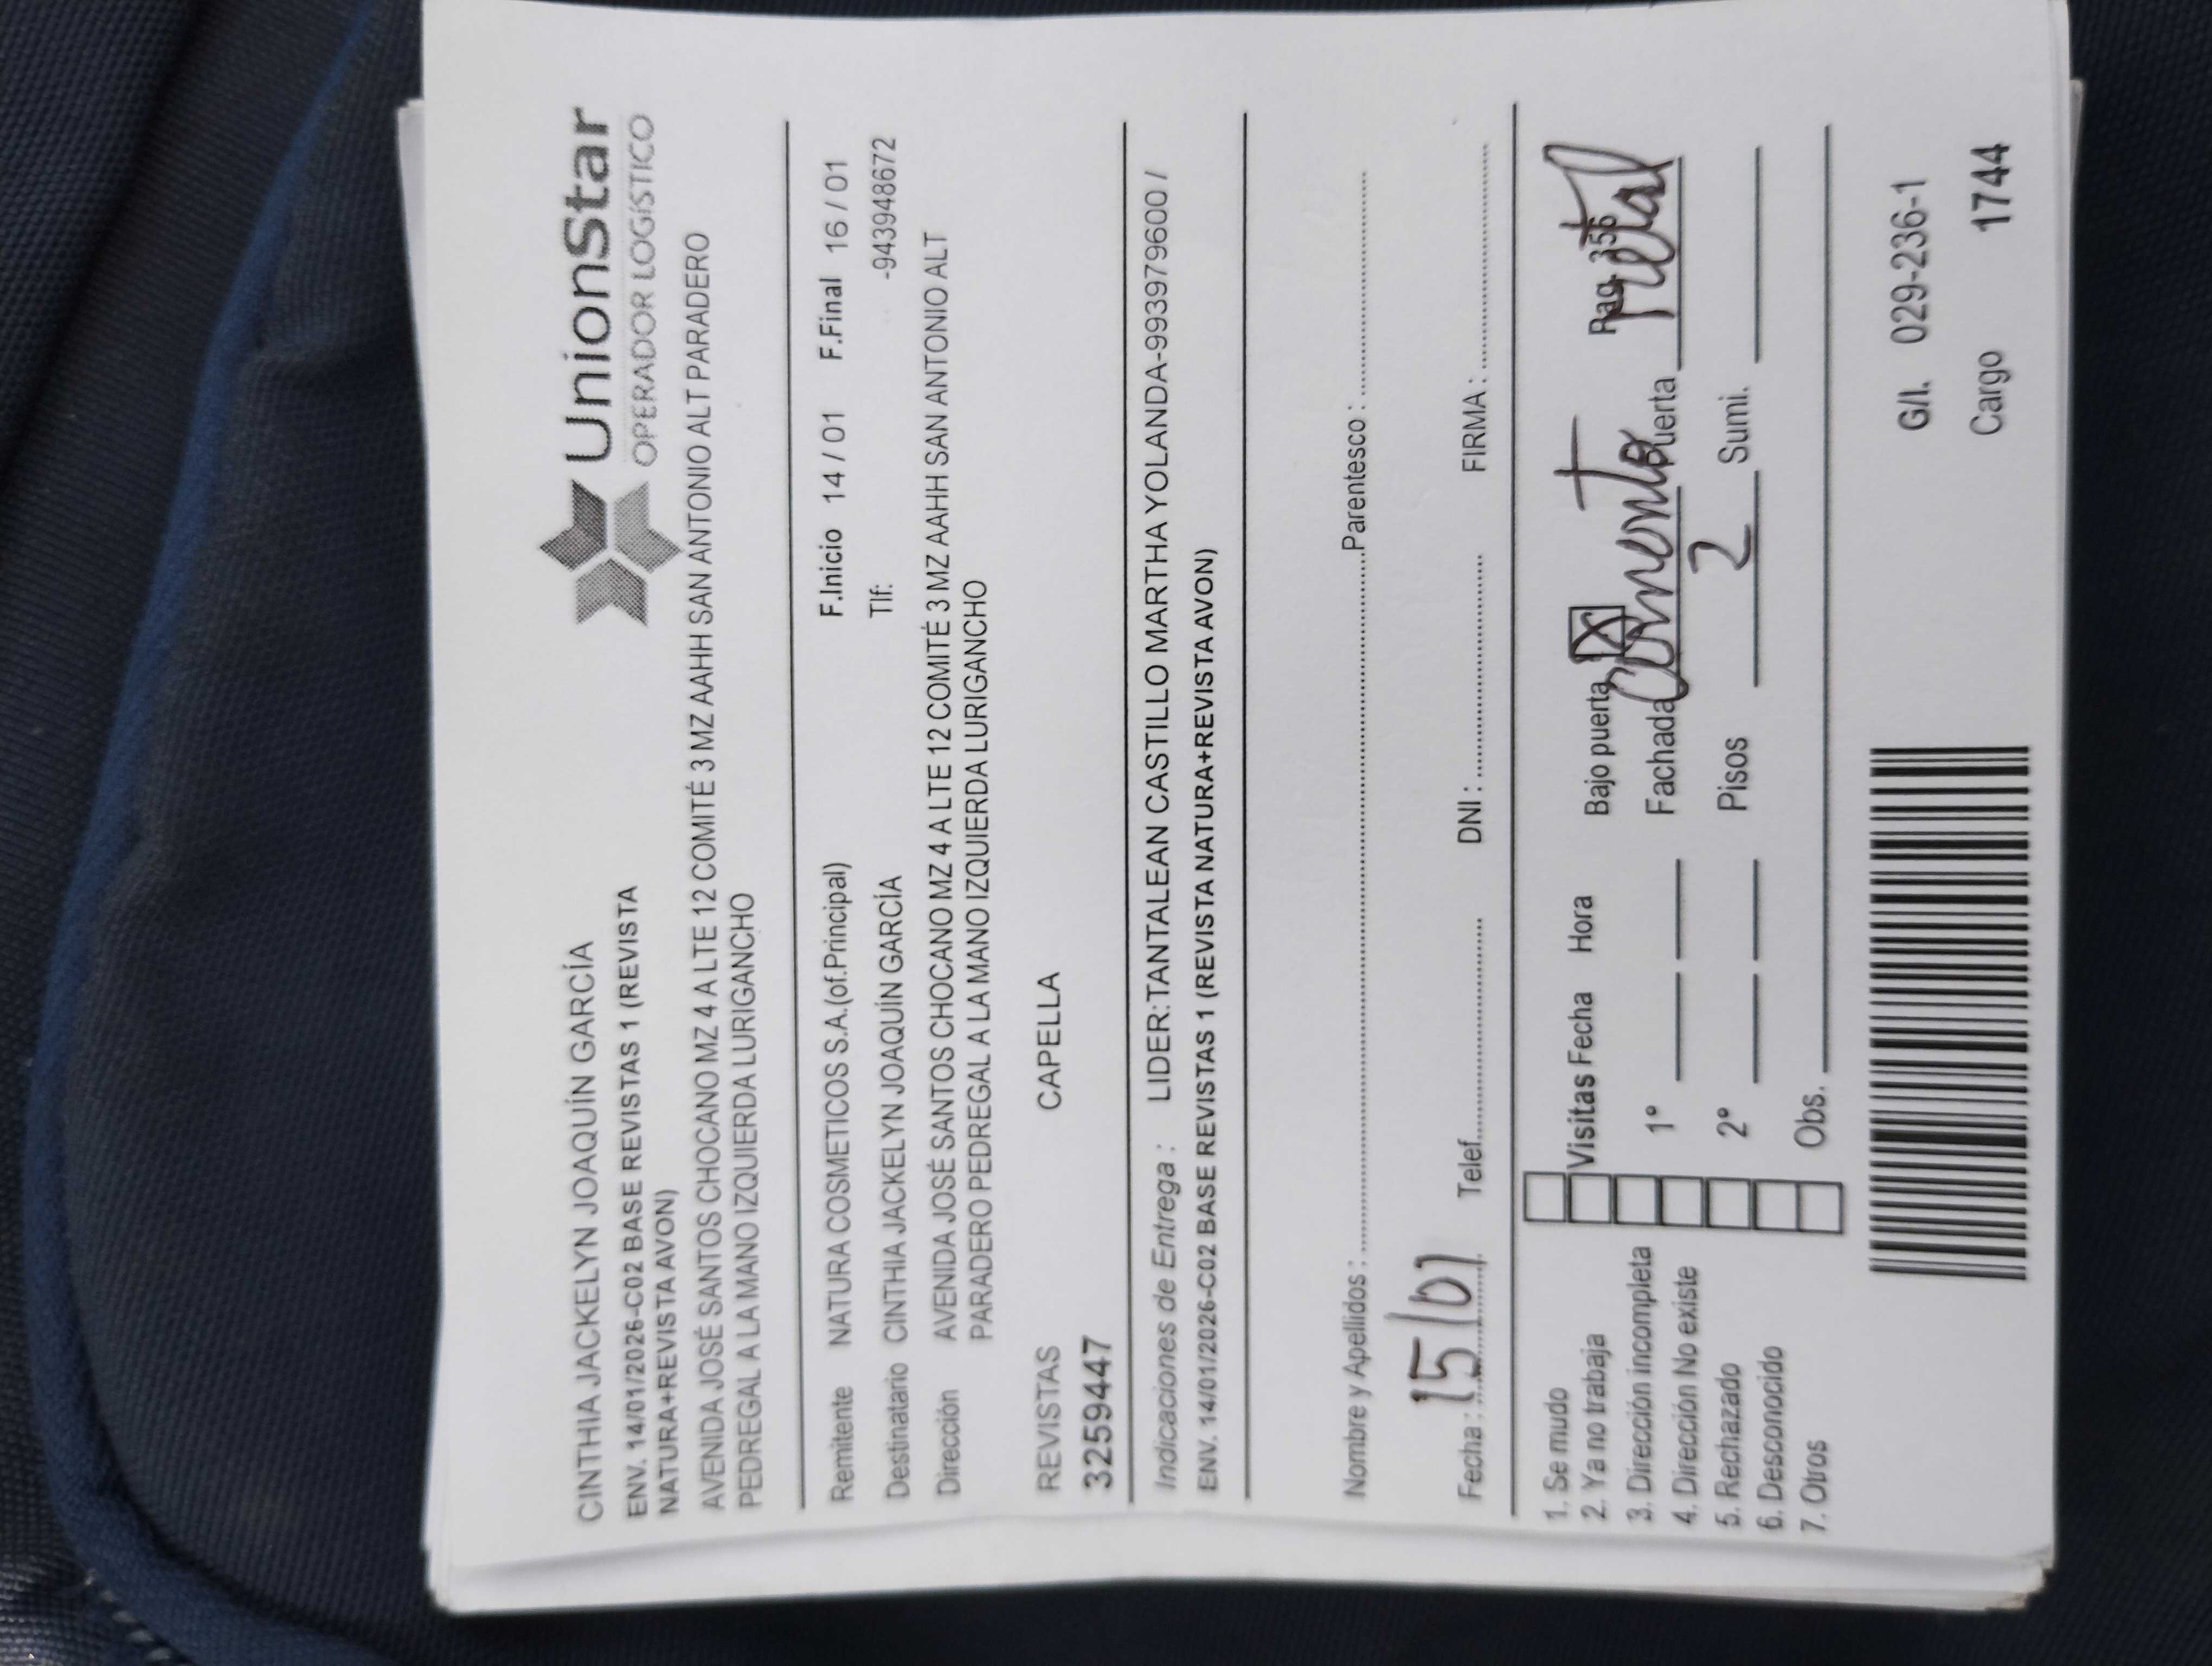 UnionStar
OPERADOR LOGÍSTICO
CINTHIA JACKELYN JOAQUÍN GARCÍA
ENV. 14/01/2026-C02 BASE REVISTAS 1 (REVISTA
NATURA+REVISTA AVON)
AVENIDA JOSÉ SANTOS CHOCANO MZ 4 A LTE 12 COMITÉ 3 MZ AAHH SAN ANTONIO ALT PARADERO
PEDREGAL A LA MANO IZQUIERDA LURIGANCHO
Remitente NATURA COSMETICOS S.A.(of.Principal) F.Inicio 14 / 01 F.Final 16 / 01
Destinatario CINTHIA JACKELYN JOAQUÍN GARCÍA Tlf: -943948672
Dirección AVENIDA JOSÉ SANTOS CHOCANO MZ 4 A LTE 12 COMITÉ 3 MZ AAHH SAN ANTONIO ALT
PARADERO PEDREGAL A LA MANO IZQUIERDA LURIGANCHO
REVISTAS CAPELLA
3259447
Indicaciones de Entrega : LIDER:TANTALEAN CASTILLO MARTHA YOLANDA-993979600 /
ENV. 14/01/2026-C02 BASE REVISTAS 1 (REVISTA NATURA+REVISTA AVON)
Nombre y Apellidos : Parentesco :
Fecha : 15/01 Telef. DNI : FIRMA :
1. Se mudo
2. Ya no trabaja Visitas Fecha Hora Bajo puerta X Pag. 356
3. Dirección incompleta 1º Fachada Cemento Puerta metal
4. Dirección No existe
5. Rechazado 2º Pisos 2 Sumi.
6. Desconocido
7. Otros Obs.
G/I. 029-236-1
Cargo 1744